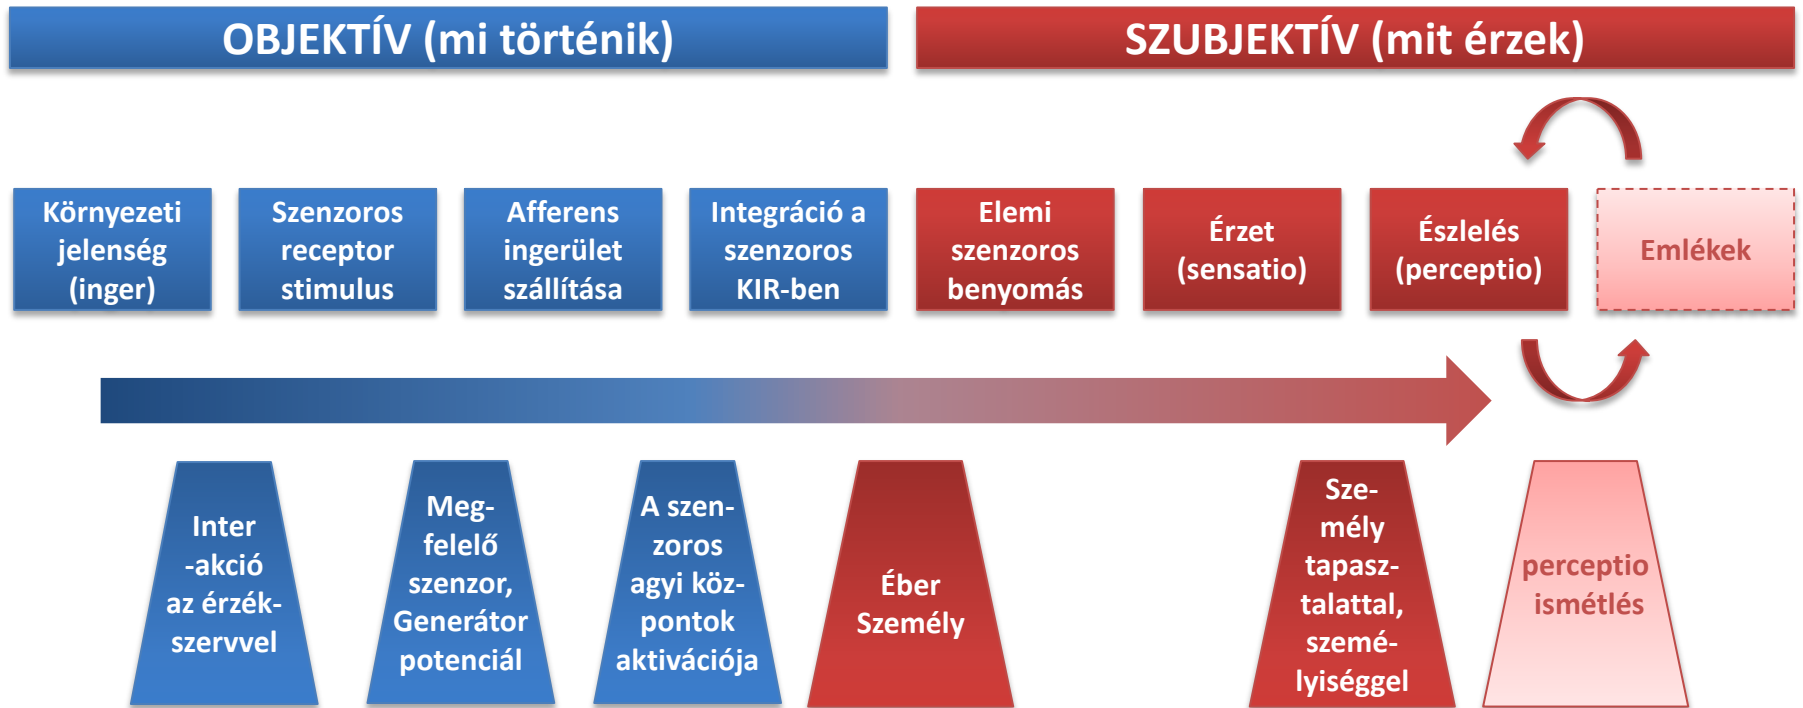 OBJEKTÍV (mi történik)
SZUBJEKTÍV (mit érzek)
Környezeti
jelenség
(inger)
Szenzoros
receptor
stimulus
Afferens
ingerület
szállítása
Integráció a
szenzoros
KIR-ben
Elemi
szenzoros
benyomás
Érzet
(sensatio)
Észlelés
(perceptio)
Emlékek
Inter
-akció
az érzék-
szervvel
Meg-
felelő
szenzor,
Generátor
potenciál
A szen-
zoros
agyi köz-
pontok
aktivációja
Éber
Személy
Sze-
mély
tapasz-
talattal,
szemé-
lyiséggel
perceptio
ismétlés